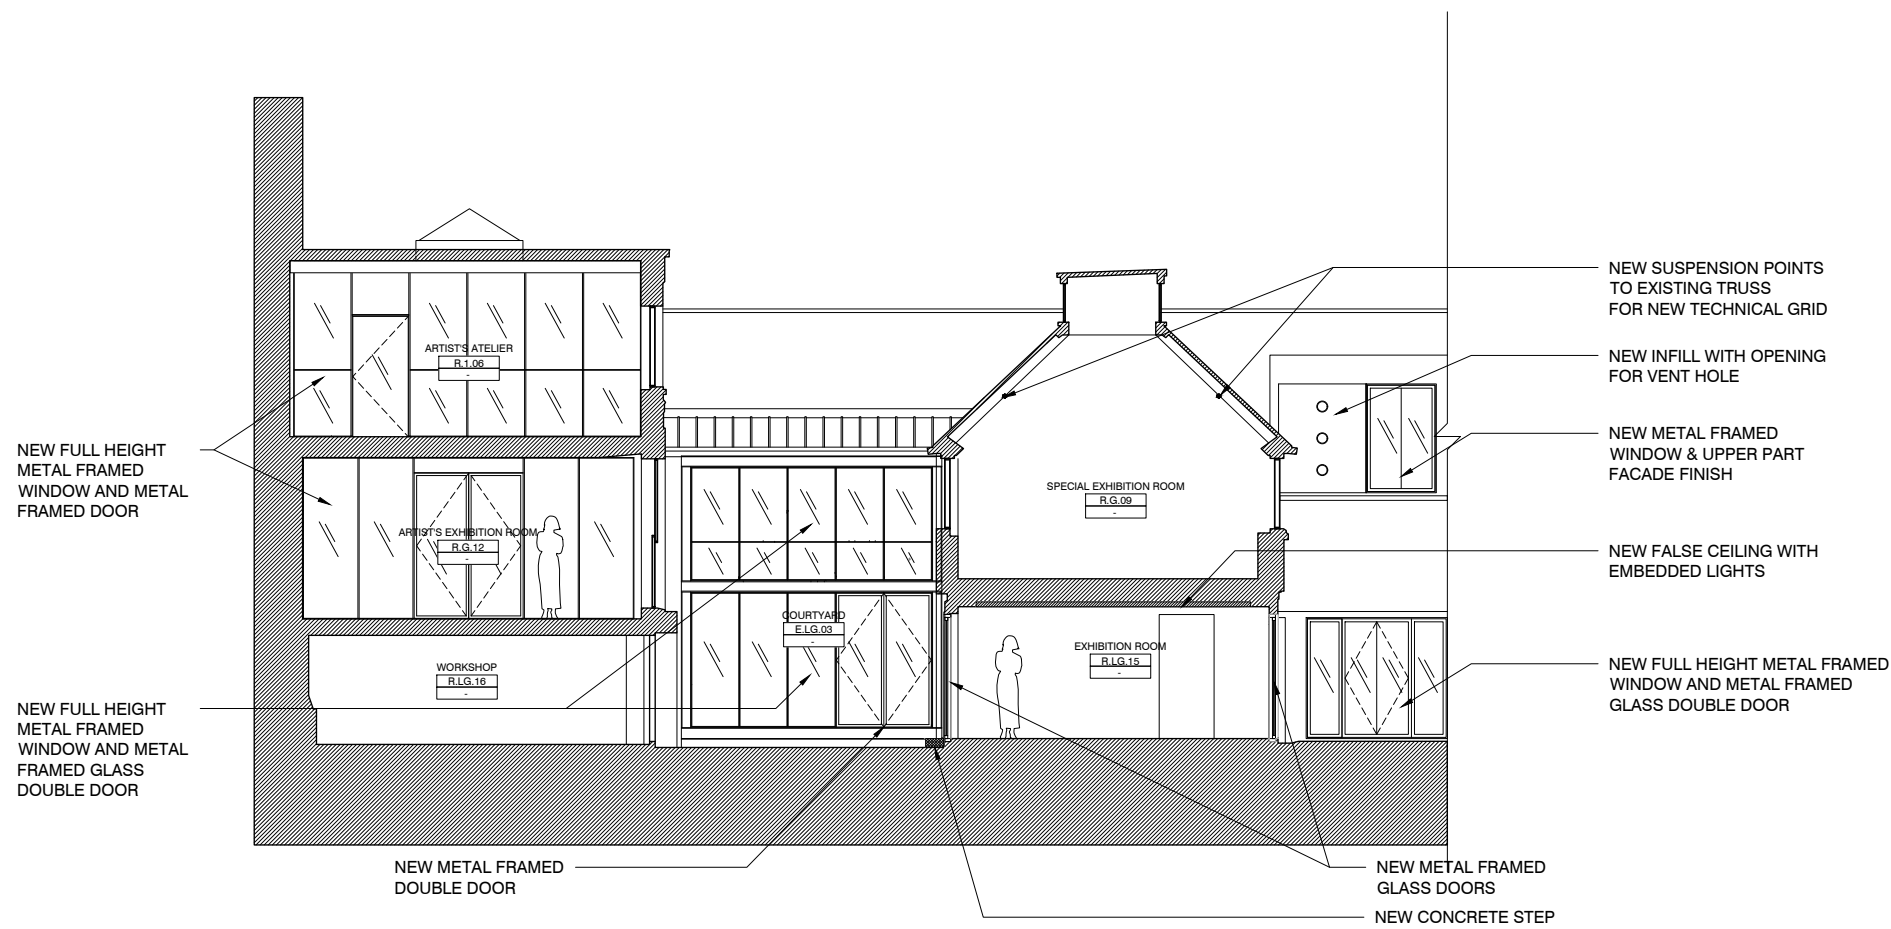 NEW SUSPENSION POINTS
TO EXISTING TRUSS
FOR NEW TECHNICAL GRID
ARTIST'S ATELIER
R.1.06
-
NEW INFILL WITH OPENING
FOR VENT HOLE
NEW FULL HEIGHT
METAL FRAMED
WINDOW AND METAL
FRAMED DOOR
NEW METAL FRAMED
WINDOW & UPPER PART
FACADE FINISH
SPECIAL EXHIBITION ROOM
R.G.09
-
ARTIST'S EXHIBITION ROOM
R.G.12
-
NEW FALSE CEILING WITH
EMBEDDED LIGHTS
COURTYARD
E.LG.03
-
EXHIBITION ROOM
R.LG.15
-
WORKSHOP
R.LG.16
-
NEW FULL HEIGHT METAL FRAMED
WINDOW AND METAL FRAMED
GLASS DOUBLE DOOR
NEW FULL HEIGHT
METAL FRAMED
WINDOW AND METAL
FRAMED GLASS
DOUBLE DOOR
NEW METAL FRAMED
DOUBLE DOOR
NEW METAL FRAMED
GLASS DOORS
NEW CONCRETE STEP